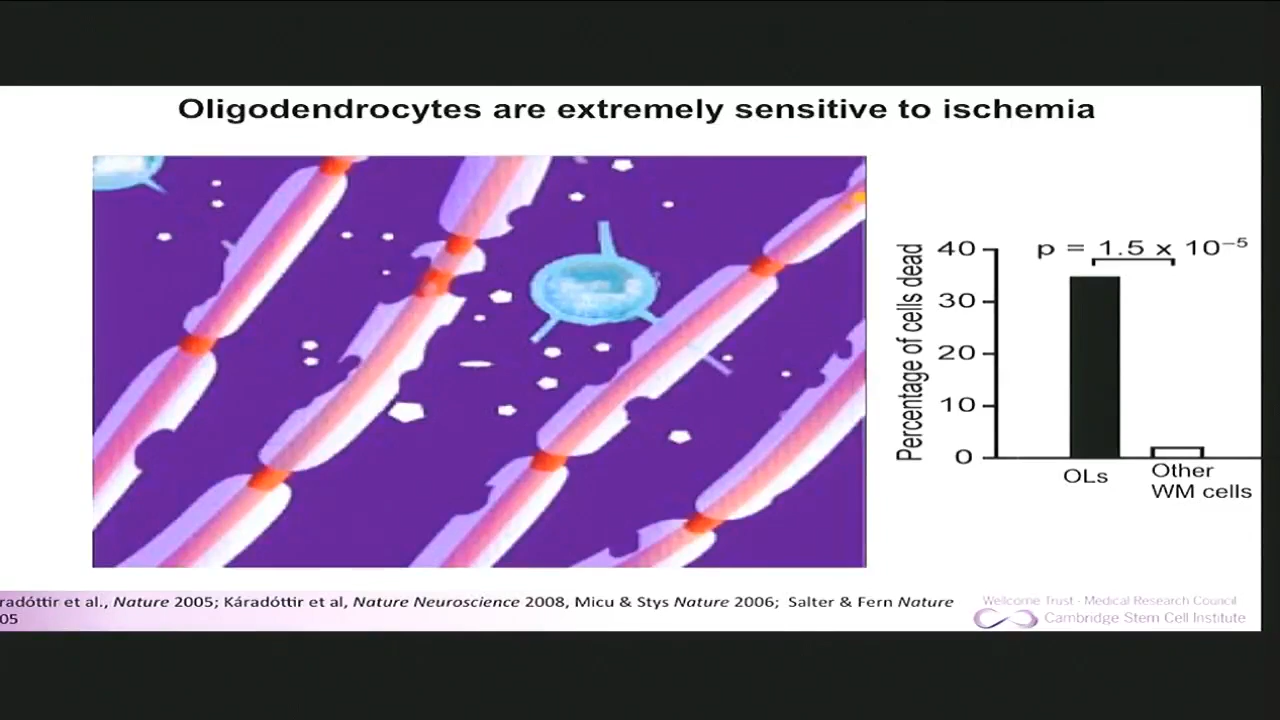 Oligodendrocytes are extremely sensitive to ischemia
Percentage of cells dead
40
30
20
10
0
p = 1.5 x 10⁻⁵
OLs
Other
WM cells
radóttir et al., Nature 2005; Káradóttir et al, Nature Neuroscience 2008, Micu & Stys Nature 2006; Salter & Fern Nature
05
Wellcome Trust - Medical Research Council
Cambridge Stem Cell Institute